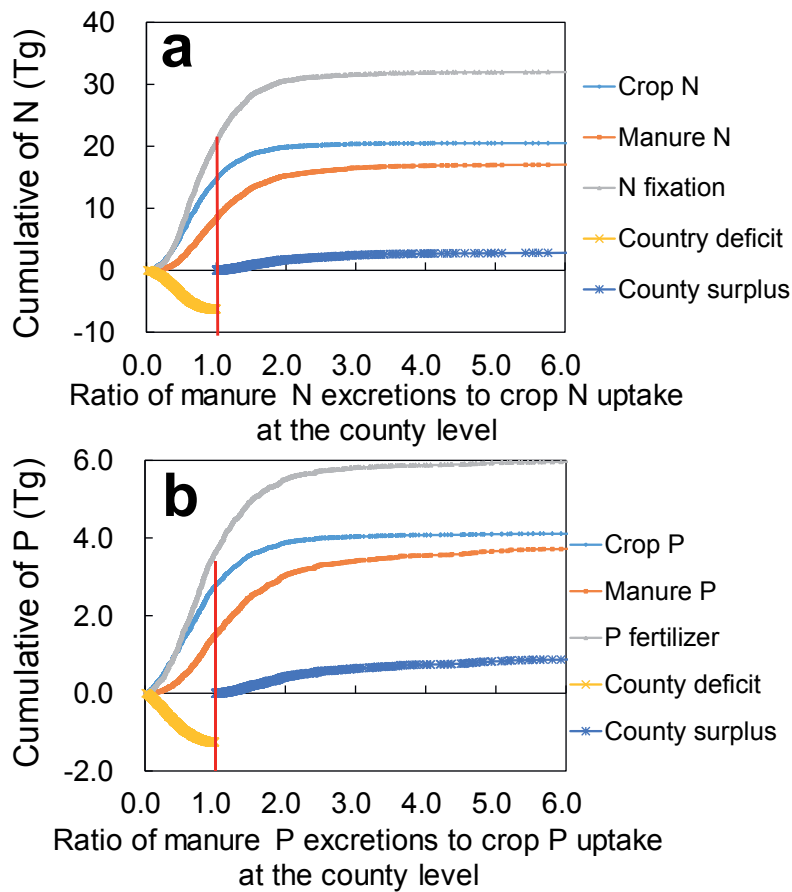 a
Cumulative of N (Tg)
40
30
20
10
0
-10
0.0 1.0 2.0 3.0 4.0 5.0 6.0
Ratio of manure N excretions to crop N uptake
at the county level
Crop N
Manure N
N fixation
Country deficit
County surplus
b
Cumulative of P (Tg)
6.0
4.0
2.0
0.0
-2.0
0.0 1.0 2.0 3.0 4.0 5.0 6.0
Ratio of manure P excretions to crop P uptake
at the county level
Crop P
Manure P
P fertilizer
County deficit
County surplus